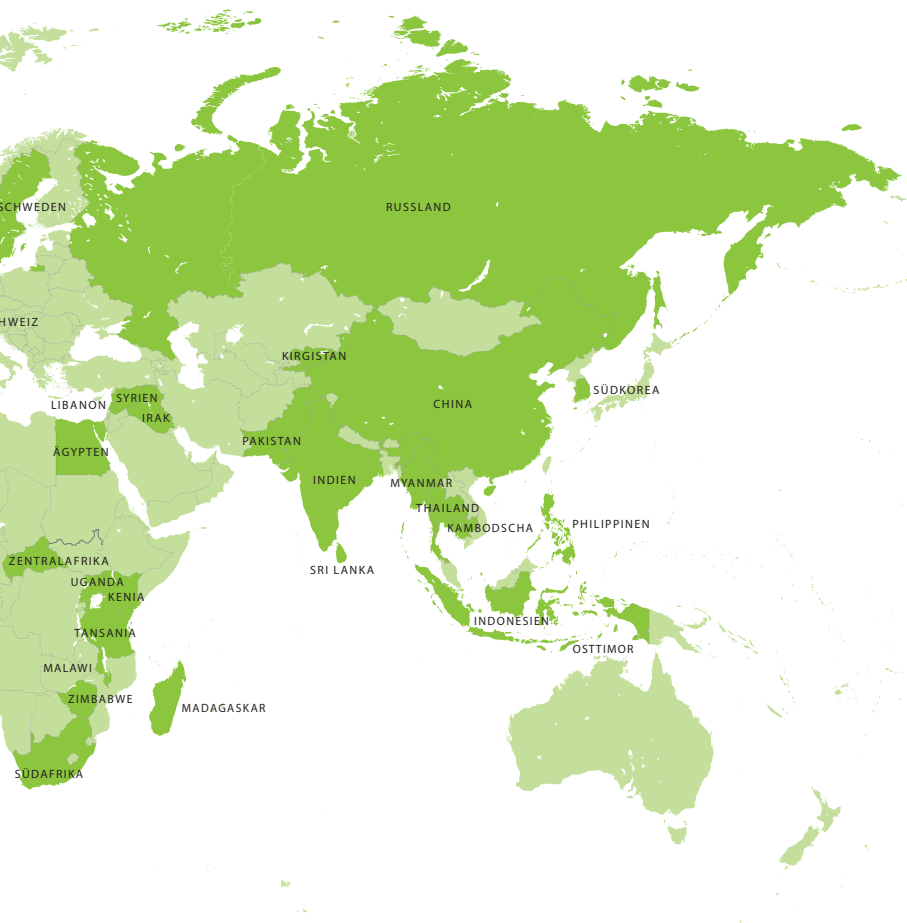 SCHWEDEN
RUSSLAND
HWEIZ
KIRGISTAN
SÜDKOREA
SYRIEN
LIBANON
CHINA
IRAK
PAKISTAN
ÄGYPTEN
INDIEN
MYANMAR
THAILAND
KAMBODSCHA
PHILIPPINEN
ZENTRALAFRIKA
SRI LANKA
UGANDA
KENIA
INDONESIEN
TANSANIA
OSTTIMOR
MALAWI
ZIMBABWE
MADAGASKAR
SÜDAFRIKA